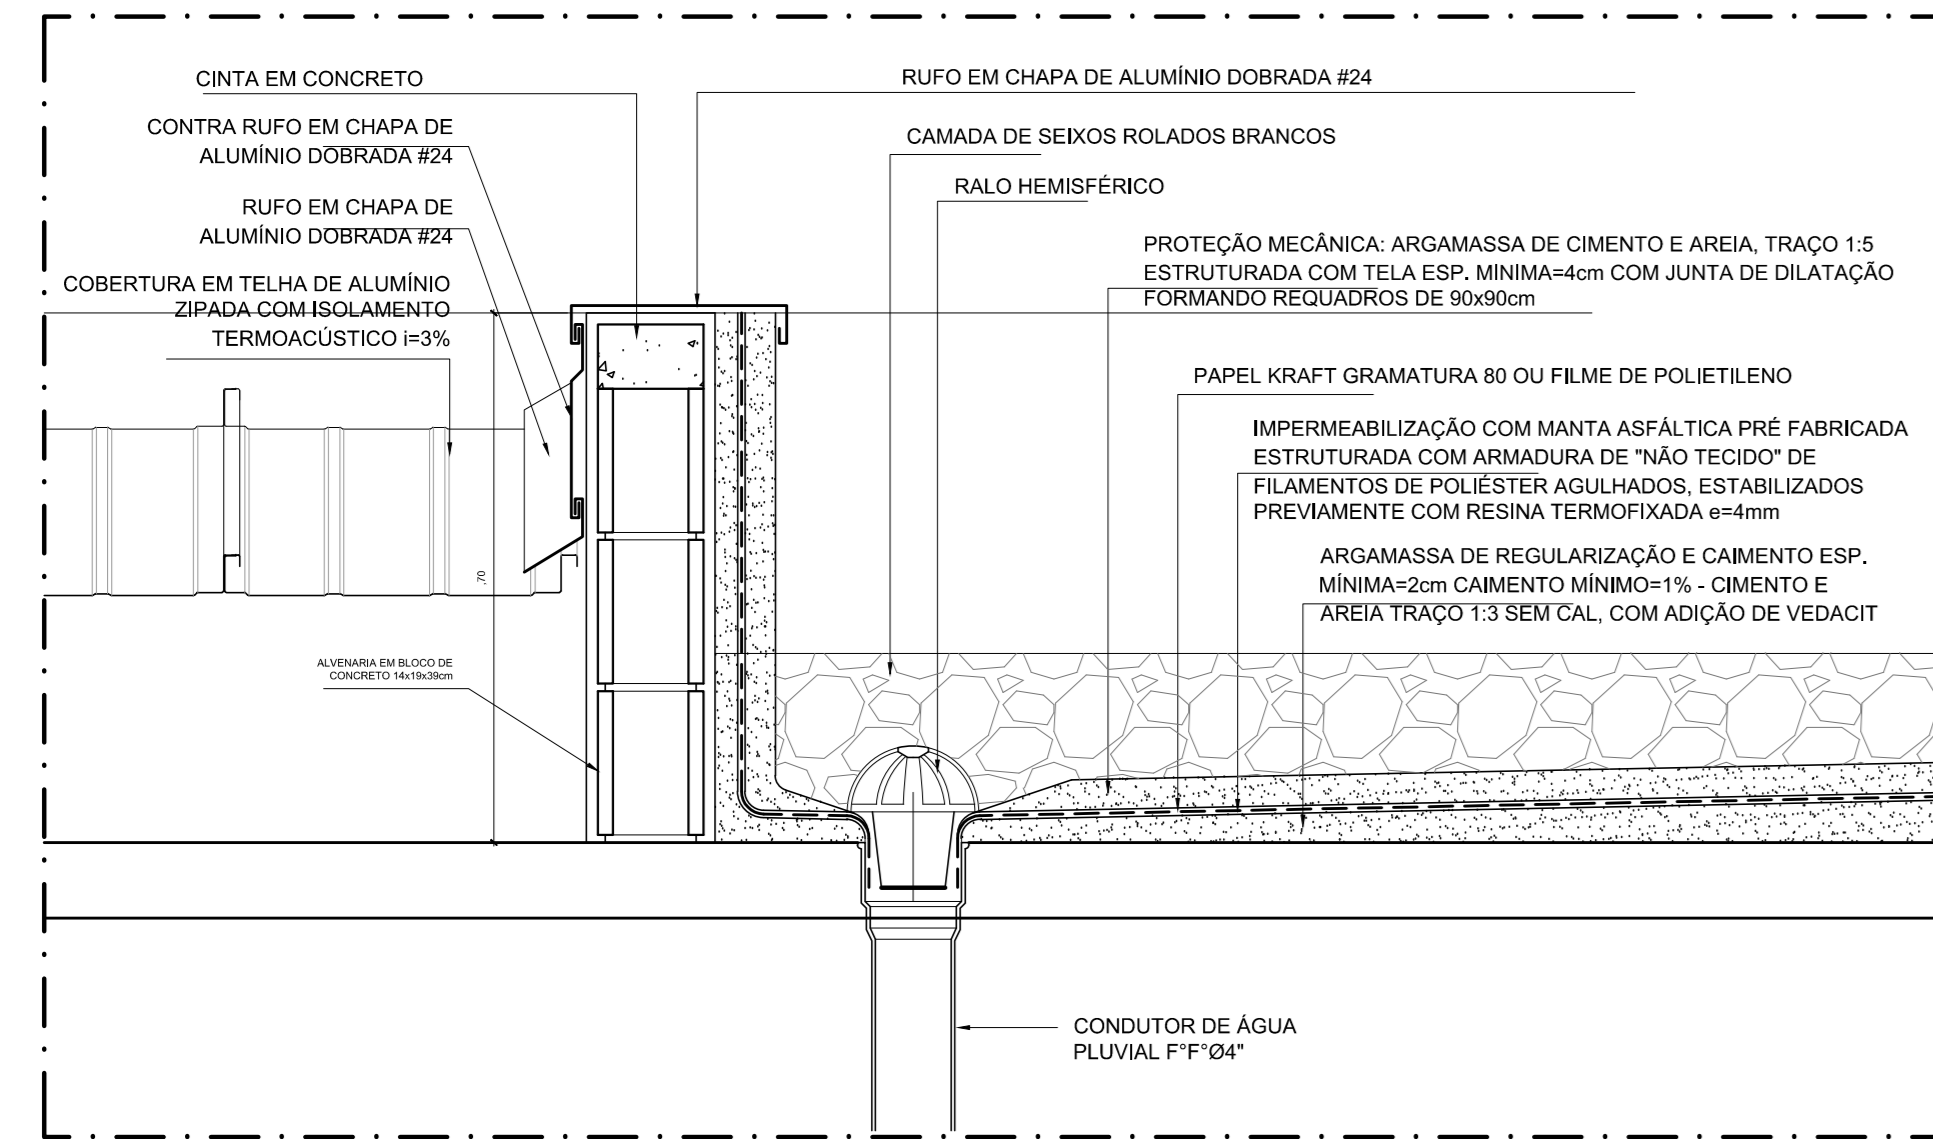 CINTA EM CONCRETO
CONTRA RUFO EM CHAPA DE
ALUMÍNIO DOBRADA #24
RUFO EM CHAPA DE
ALUMÍNIO DOBRADA #24
COBERTURA EM TELHA DE ALUMÍNIO
ZIPADA COM ISOLAMENTO
TERMOACÚSTICO i=3%
,70
ALVENARIA EM BLOCO DE
CONCRETO 14x19x39cm
RUFO EM CHAPA DE ALUMÍNIO DOBRADA #24
CAMADA DE SEIXOS ROLADOS BRANCOS
RALO HEMISFÉRICO
PROTEÇÃO MECÂNICA: ARGAMASSA DE CIMENTO E AREIA, TRAÇO 1:5
ESTRUTURADA COM TELA ESP. MINIMA=4cm COM JUNTA DE DILATAÇÃO
FORMANDO REQUADROS DE 90x90cm
PAPEL KRAFT GRAMATURA 80 OU FILME DE POLIETILENO
IMPERMEABILIZAÇÃO COM MANTA ASFÁLTICA PRÉ FABRICADA
ESTRUTURADA COM ARMADURA DE "NÃO TECIDO" DE
FILAMENTOS DE POLIÉSTER AGULHADOS, ESTABILIZADOS
PREVIAMENTE COM RESINA TERMOFIXADA e=4mm
ARGAMASSA DE REGULARIZAÇÃO E CAIMENTO ESP.
MÍNIMA=2cm CAIMENTO MÍNIMO=1% - CIMENTO E
AREIA TRAÇO 1:3 SEM CAL, COM ADIÇÃO DE VEDACIT
CONDUTOR DE ÁGUA
PLUVIAL F°F°Ø4"